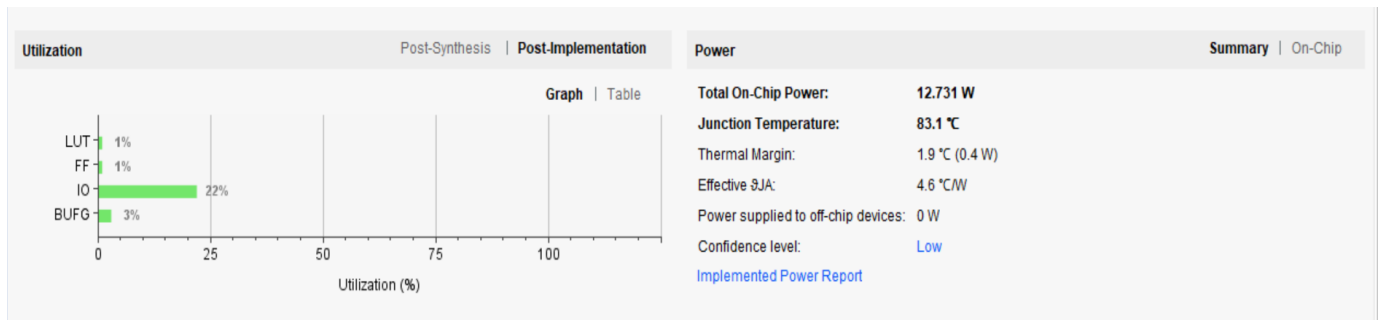 Utilization Post-Synthesis | Post-Implementation
Graph | Table
LUT 1%
FF 1%
IO 22%
BUFG 3%
0 25 50 75 100
Utilization (%)
Power Summary | On-Chip
Total On-Chip Power: 12.731 W
Junction Temperature: 83.1 °C
Thermal Margin: 1.9 °C (0.4 W)
Effective ϑJA: 4.6 °C/W
Power supplied to off-chip devices: 0 W
Confidence level: Low
Implemented Power Report